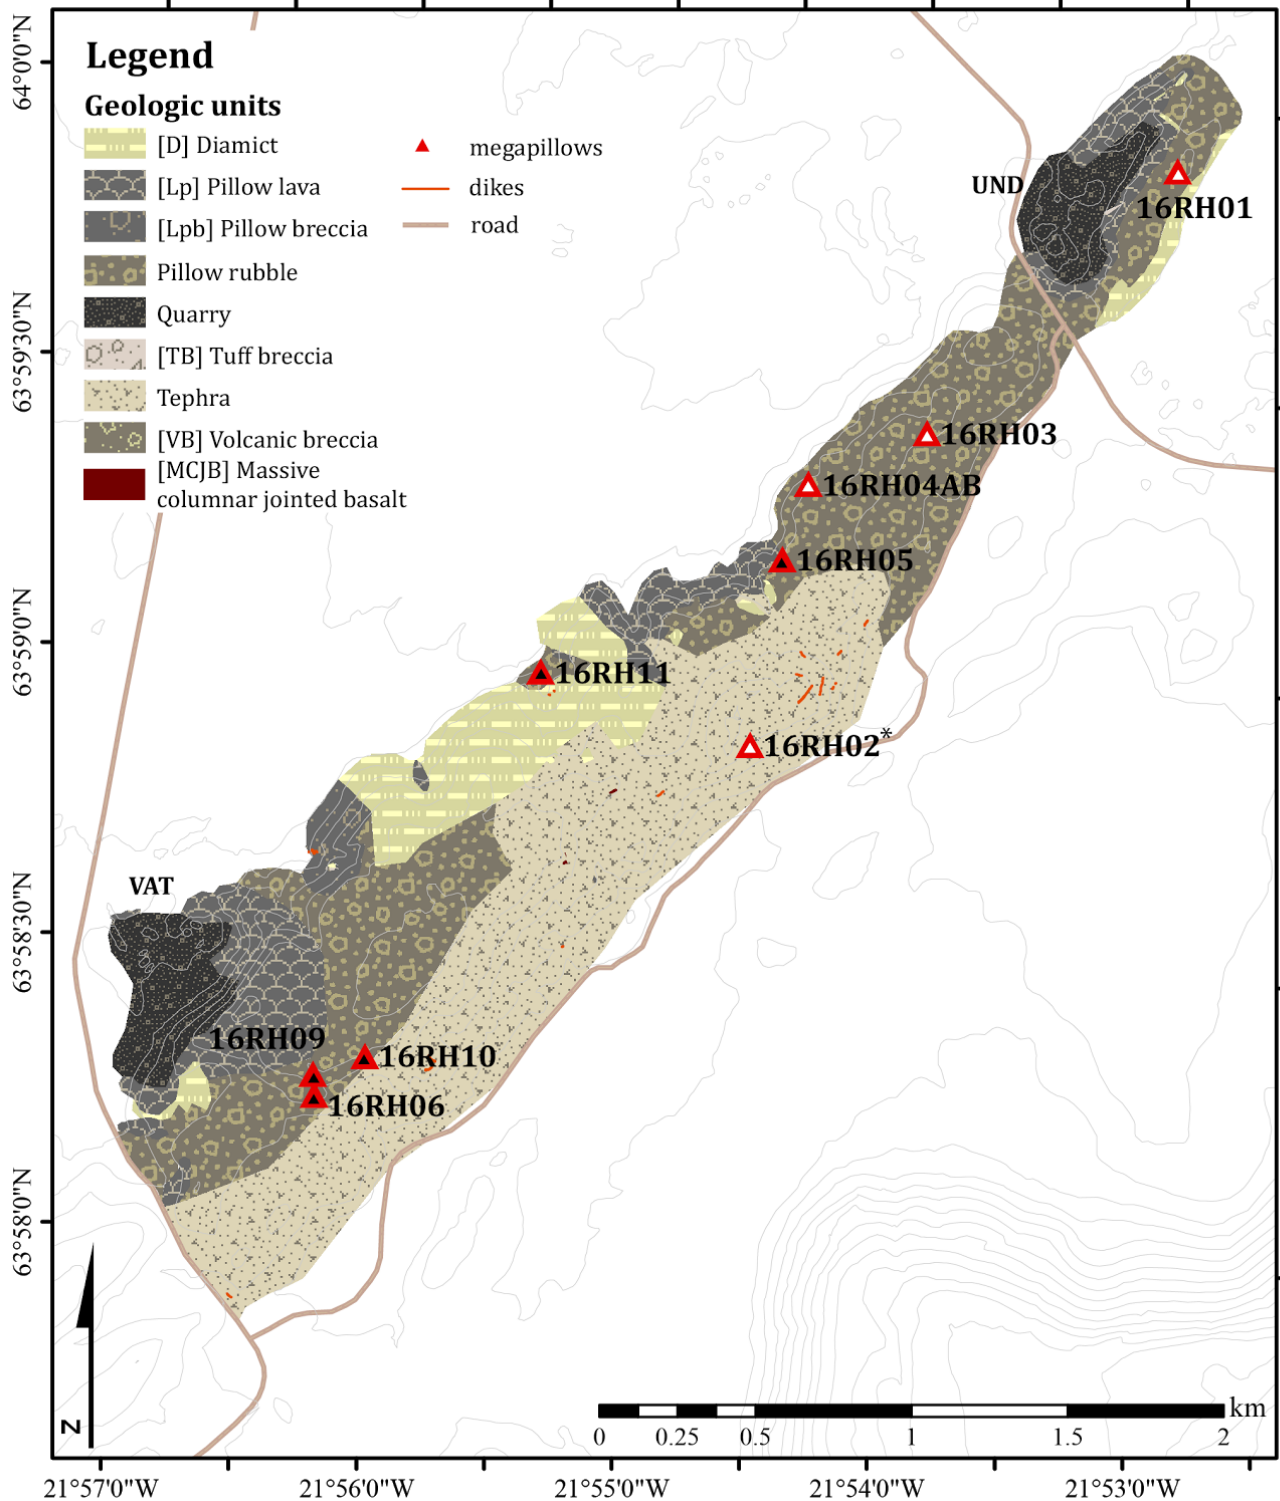 Legend
Geologic units
[D] Diamict
[Lp] Pillow lava
[Lpb] Pillow breccia
Pillow rubble
Quarry
[TB] Tuff breccia
Tephra
[VB] Volcanic breccia
[MCJB] Massive
columnar jointed basalt
megapillows
dikes
road
64°0'0"N
63°59'30"N
63°59'0"N
63°58'30"N
63°58'0"N
UND
16RH01
16RH03
16RH04AB
16RH05
16RH11
16RH02*
VAT
16RH09
16RH10
16RH06
N
km
0 0.25 0.5 1 1.5 2
21°57'0"W 21°56'0"W 21°55'0"W 21°54'0"W 21°53'0"W